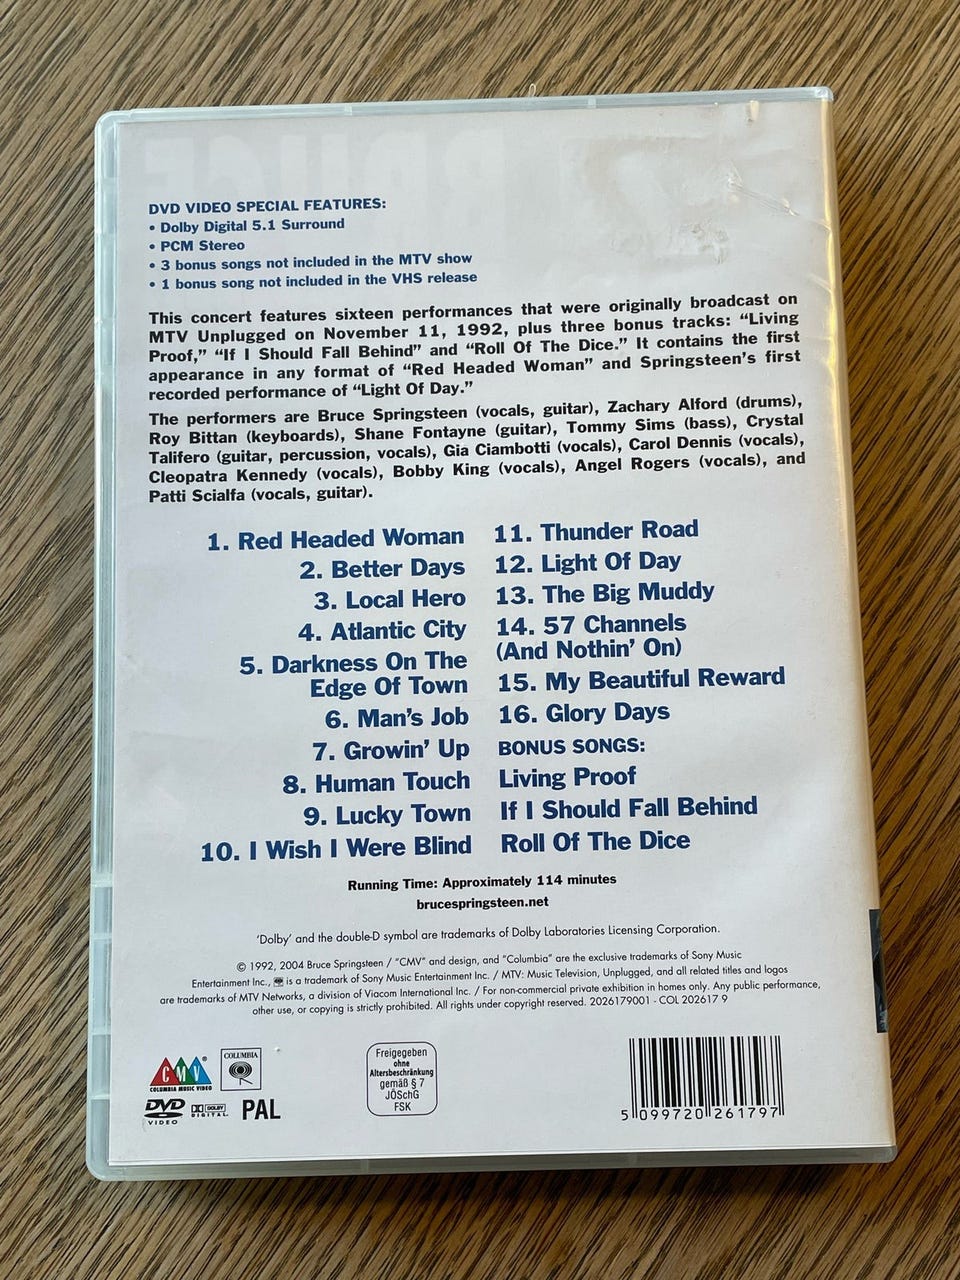 DVD VIDEO SPECIAL FEATURES:
• Dolby Digital 5.1 Surround
• PCM Stereo
• 3 bonus songs not included in the MTV show
• 1 bonus song not included in the VHS release
This concert features sixteen performances that were originally broadcast on
MTV Unplugged on November 11, 1992, plus three bonus tracks: “Living
Proof,” “If I Should Fall Behind” and “Roll Of The Dice.” It contains the first
appearance in any format of “Red Headed Woman” and Springsteen’s first
recorded performance of “Light Of Day.”
The performers are Bruce Springsteen (vocals, guitar), Zachary Alford (drums),
Roy Bittan (keyboards), Shane Fontayne (guitar), Tommy Sims (bass), Crystal
Talifero (guitar, percussion, vocals), Gia Ciambotti (vocals), Carol Dennis (vocals),
Cleopatra Kennedy (vocals), Bobby King (vocals), Angel Rogers (vocals), and
Patti Scialfa (vocals, guitar).
1. Red Headed Woman
2. Better Days
3. Local Hero
4. Atlantic City
5. Darkness On The
Edge Of Town
6. Man’s Job
7. Growin’ Up
8. Human Touch
9. Lucky Town
10. I Wish I Were Blind
11. Thunder Road
12. Light Of Day
13. The Big Muddy
14. 57 Channels
(And Nothin’ On)
15. My Beautiful Reward
16. Glory Days
BONUS SONGS:
Living Proof
If I Should Fall Behind
Roll Of The Dice
Running Time: Approximately 114 minutes
brucespringsteen.net
‘Dolby’ and the double-D symbol are trademarks of Dolby Laboratories Licensing Corporation.
© 1992, 2004 Bruce Springsteen / “CMV” and design, and “Columbia” are the exclusive trademarks of Sony Music
Entertainment Inc., is a trademark of Sony Music Entertainment Inc. / MTV: Music Television, Unplugged, and all related titles and logos
are trademarks of MTV Networks, a division of Viacom International Inc. / For non-commercial private exhibition in homes only. Any public performance,
other use, or copying is strictly prohibited. All rights under copyright reserved. 2026179001 - COL 202617 9
CMV®
COLUMBIA MUSIC VIDEO
COLUMBIA
DVD
VIDEO
DOLBY
DIGITAL
PAL
Freigegeben
ohne
Altersbeschränkung
gemäß § 7
JÖSchG
FSK
5 099720 261797